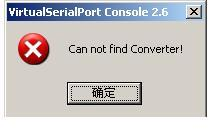 VirtualSerialPort Console 2.6
Can not find Converter!
确定